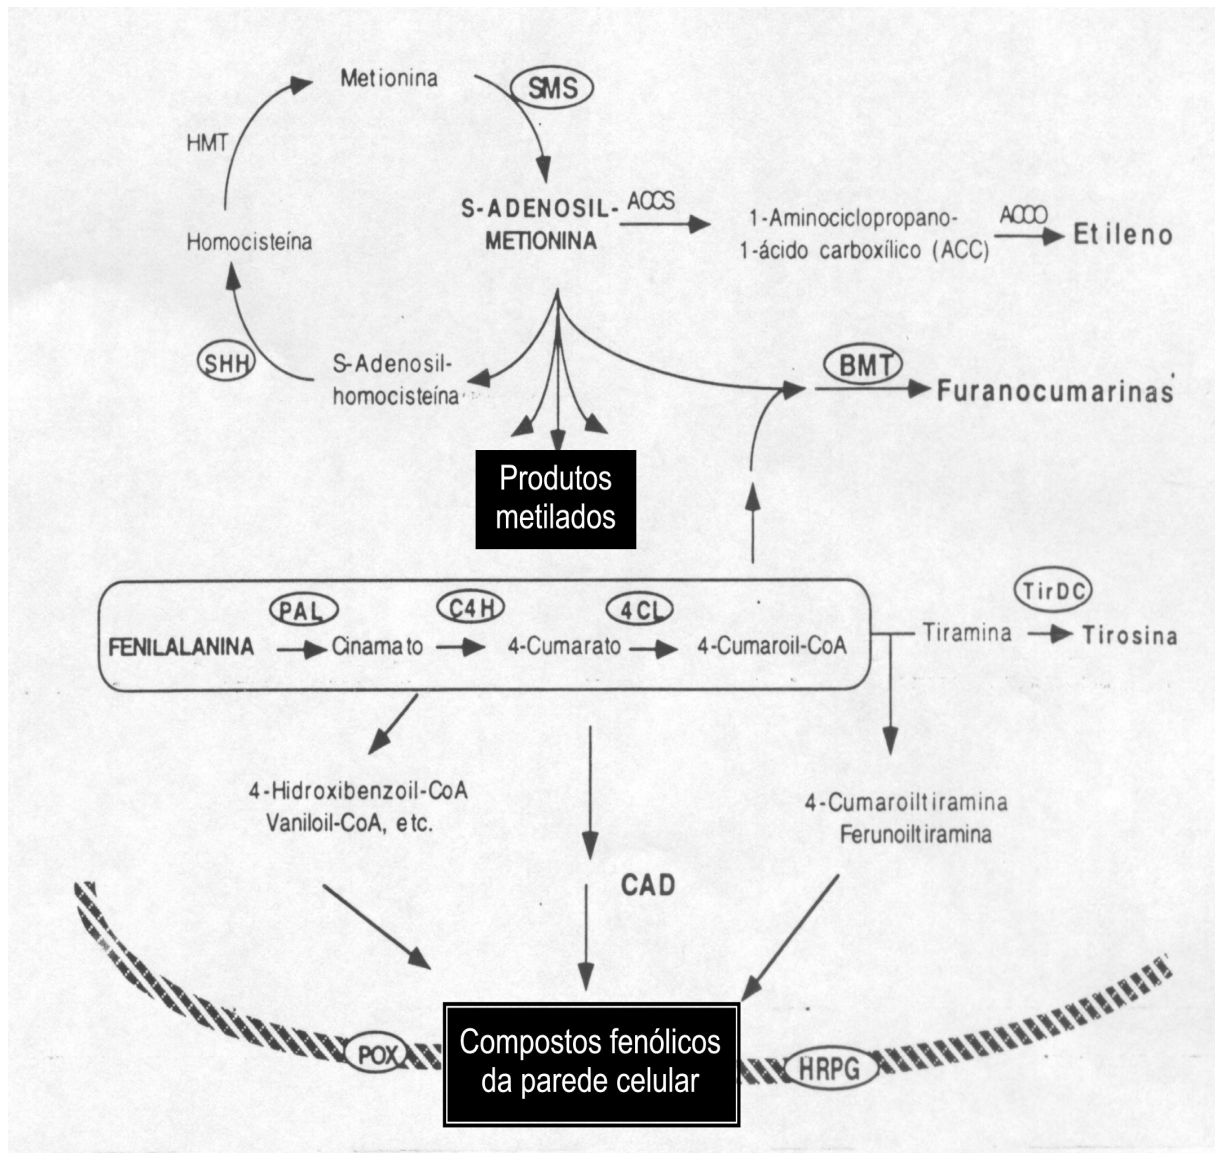 Metionina
SMS
HMT
S-ADENOSIL-
METIONINA
ACCS
1-Aminociclopropano-
1-ácido carboxílico (ACC)
ACCO
Etileno
Homocisteína
SHH
S-Adenosil-
homocisteína
BMT
Furanocumarinas
Produtos
metilados
PAL
C4H
4CL
TirDC
FENILALANINA
Cinamato
4-Cumarato
4-Cumaroil-CoA
Tiramina
Tirosina
4-Hidroxibenzoil-CoA
Vaniloil-CoA, etc.
4-Cumaroiltiramina
Ferunoiltiramina
CAD
POX
Compostos fenólicos
da parede celular
HRPG